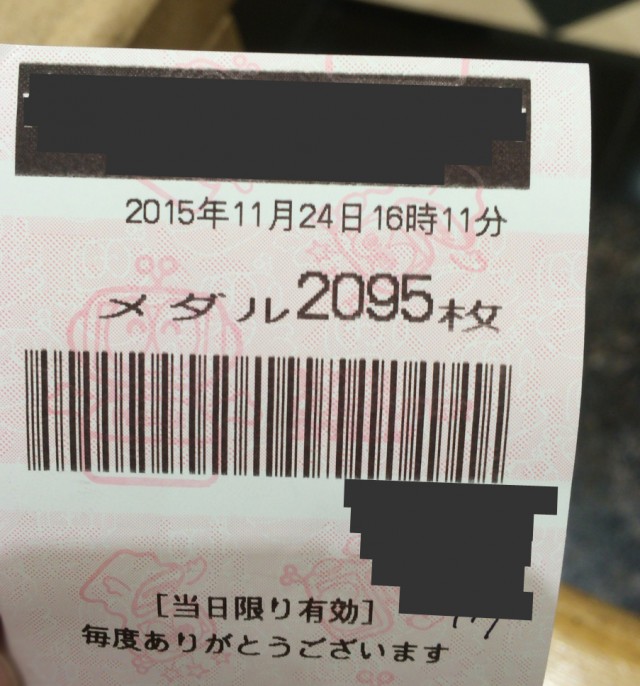 2015年11月24日16時11分
メダル2095枚
[当日限り有効]
毎度ありがとうございます